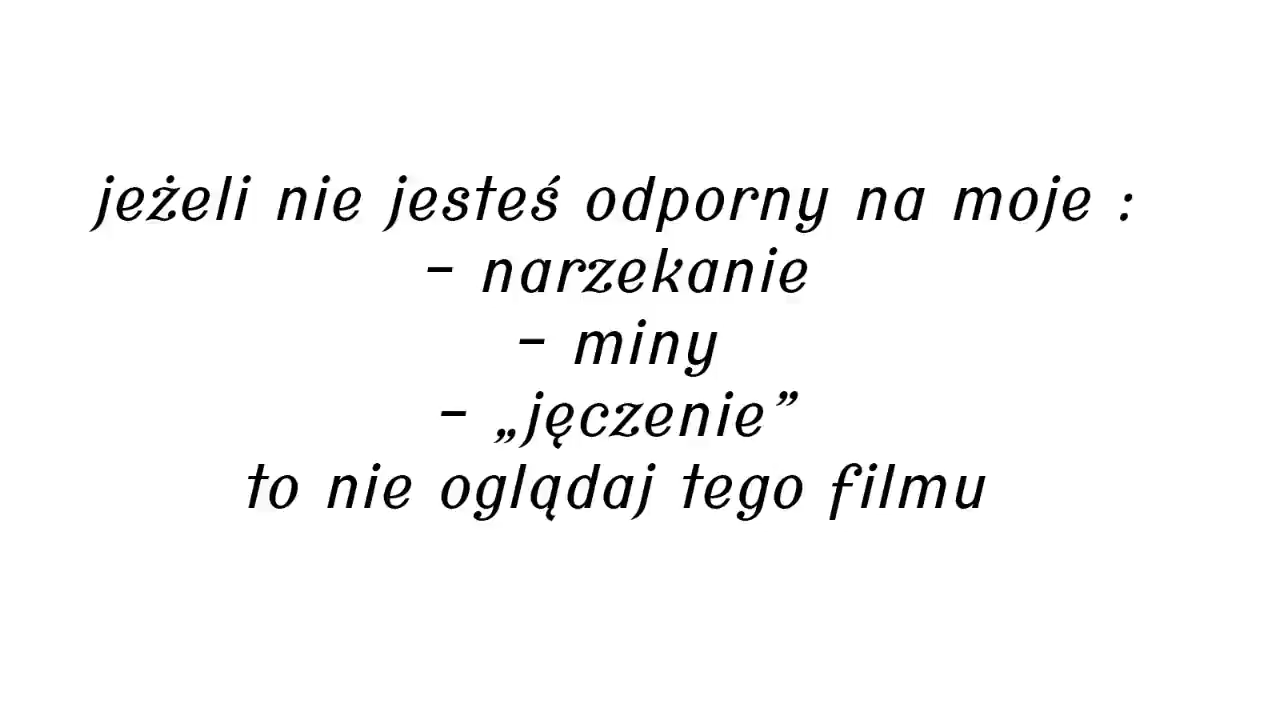 jeżeli nie jesteś odporny na moje :
- narzekanie
- miny
- „jęczenie”
to nie oglądaj tego filmu